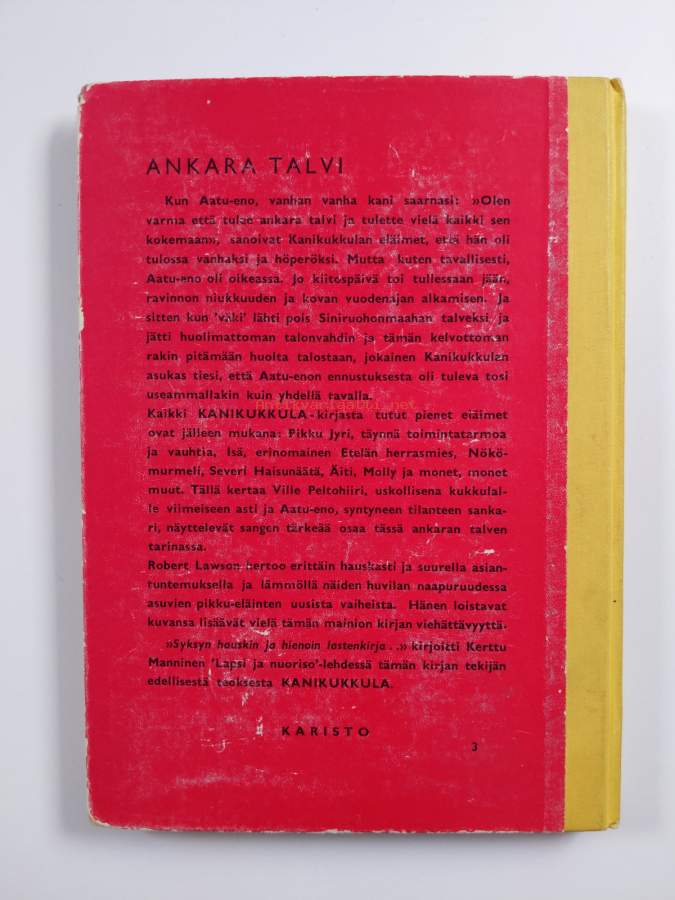 ANKARA TALVI
Kun Aatu-eno, vanhan vanha kani saarnasi: »Olen
varma että tulee ankara talvi ja tulette vielä kaikki sen
kokemaan», sanoivat Kanikukkulan eläimet, että hän oli
tulossa vanhaksi ja höperöksi. Mutta kuten tavallisesti,
Aatu-eno oli oikeassa. Jo kiitospäivä toi tullessaan jään,
ravinnon niukkuuden ja kovan vuodenajan alkamisen. Ja
sitten kun 'väki' lähti pois Siniruohonmaahan talveksi ja
jätti huolimattoman talonvahdin ja tämän kelvottoman
rakin pitämään huolta talostaan, jokainen Kanikukkulan
asukas tiesi, että Aatu-enon ennustuksesta oli tuleva tosi
useammallakin kuin yhdellä tavalla.
Kaikki KANIKUKKULA-kirjasta tutut pienet eläimet
ovat jälleen mukana: Pikku Jyri, täynnä toimintatarmoa
ja vauhtia, Isä, erinomainen Etelän herrasmies, Nökö-
murmeli, Severi Haisunäätä, Äiti, Molly ja monet, monet
muut. Tällä kertaa Ville Peltohiiri, uskollisena kukkulal-
le viimeiseen asti ja Aatu-eno, syntyneen tilanteen sanka-
ri, näyttelevät sangen tärkeää osaa tässä ankaran talven
tarinassa.
Robert Lawson kertoo erittäin hauskasti ja suurella asian-
tuntemuksella ja lämmöllä näiden huvilan naapuruudessa
asuvien pikku-eläinten uusista vaiheista. Hänen loistavat
kuvansa lisäävät vielä tämän mainion kirjan viehättävyyttä.
»Syksyn hauskin ja hienoin lastenkirja . .» kirjoitti Kerttu
Manninen 'Lapsi ja nuoriso'-lehdessä tämän kirjan tekijän
edellisestä teoksesta KANIKUKKULA.
KARISTO
3